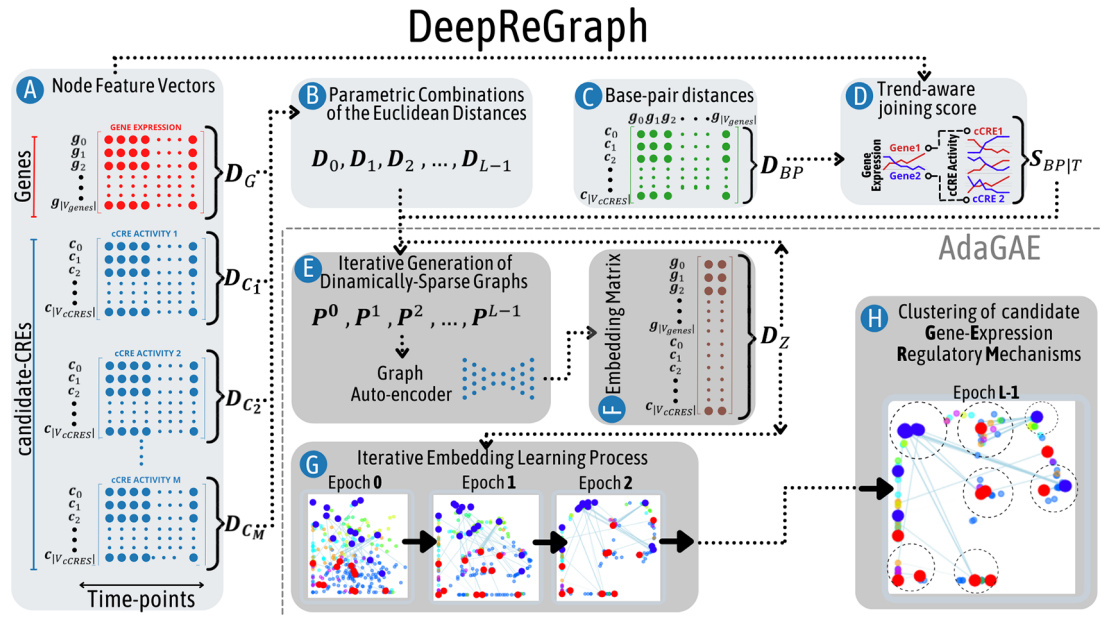 DeepReGraph
A Node Feature Vectors
GENE EXPRESSION
Genes
g0
g1
g2
g|Vgenes|
DG
candidate-CREs
cCRE ACTIVITY 1
c0
c1
c2
c|VcCRES|
DC1
cCRE ACTIVITY 2
c0
c1
c2
c|VcCRES|
DC2
cCRE ACTIVITY M
c0
c1
c2
c|VcCRES|
DCM
Time-points
B Parametric Combinations
of the Euclidean Distances
D0, D1, D2 , ..., DL−1
C Base-pair distances
g0 g1 g2 g|Vgenes|
c0
c1
c2
c|VcCRES|
DBP
D Trend-aware
joining score
Gene
Expression
Gene1
Gene2
cCRE Activity
cCRE1
cCRE 2
SBP|T
AdaGAE
E Iterative Generation of
Dinamically-Sparse Graphs
P0 , P1 , P2 , ..., PL−1
Graph
Auto-encoder
F Embedding Matrix
g0
g1
g2
g|Vgenes|
c0
c1
c2
c|VcCRES|
DZ
G Iterative Embedding Learning Process
Epoch 0
Epoch 1
Epoch 2
H
Clustering of candidate
Gene-Expression
Regulatory Mechanisms
Epoch L-1